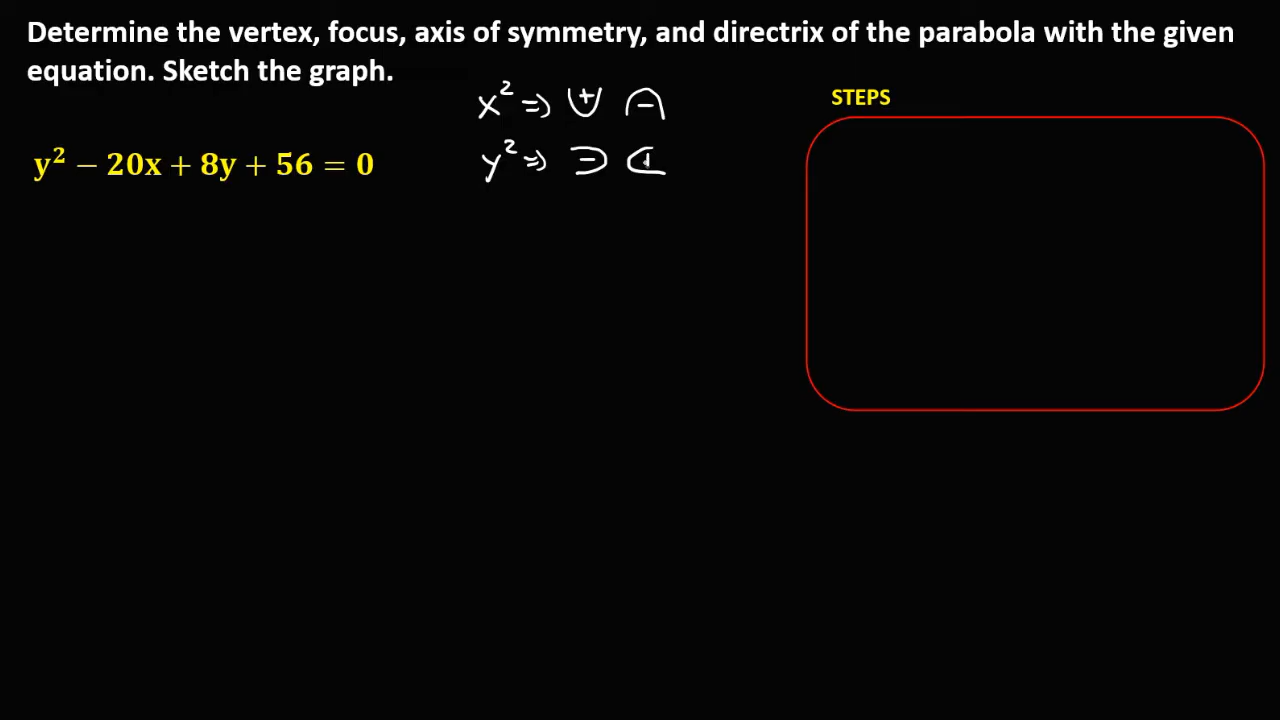 Determine the vertex, focus, axis of symmetry, and directrix of the parabola with the given
equation. Sketch the graph.
x² ⇒ + −
STEPS
y² − 20x + 8y + 56 = 0
y² ⇒ +